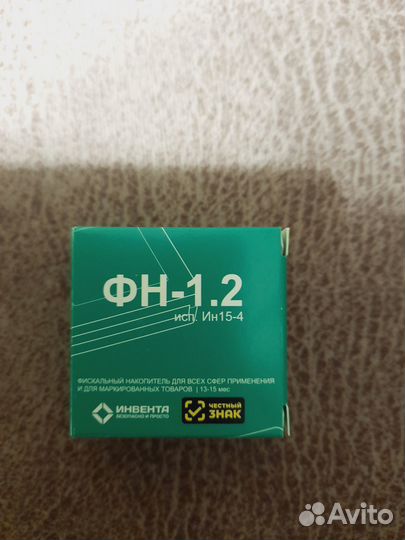 ФН-1.2
исп. Ин15-4
ФИСКАЛЬНЫЙ НАКОПИТЕЛЬ ДЛЯ ВСЕХ СФЕР ПРИМЕНЕНИЯ
И ДЛЯ МАРКИРОВАННЫХ ТОВАРОВ | 13-15 мес
ИНВЕНТА
БЕЗОПАСНО И ПРОСТО
ЧЕСТНЫЙ
ЗНАК
Avito